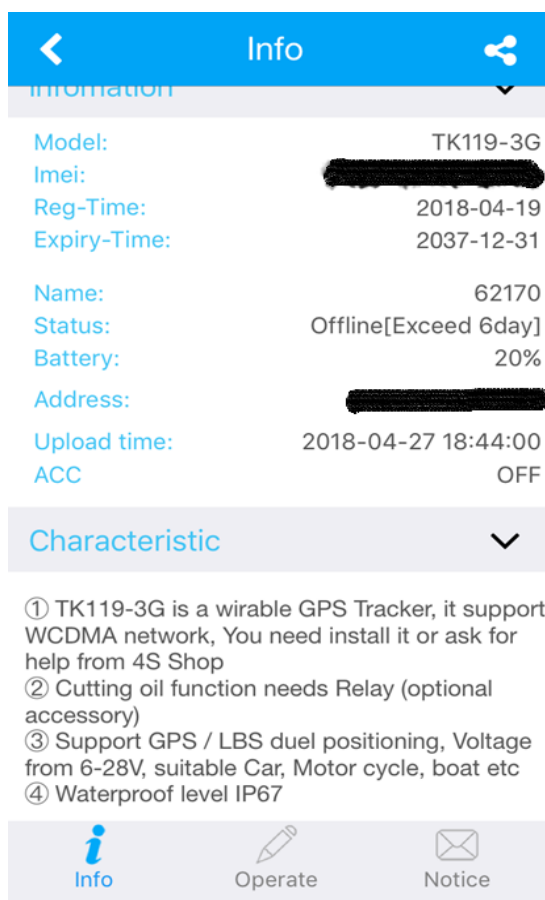 Info
Infomation
Model: TK119-3G
Imei:
Reg-Time: 2018-04-19
Expiry-Time: 2037-12-31
Name: 62170
Status: Offline[Exceed 6day]
Battery: 20%
Address:
Upload time: 2018-04-27 18:44:00
ACC OFF
Characteristic
① TK119-3G is a wirable GPS Tracker, it support
WCDMA network, You need install it or ask for
help from 4S Shop
② Cutting oil function needs Relay (optional
accessory)
③ Support GPS / LBS duel positioning, Voltage
from 6-28V, suitable Car, Motor cycle, boat etc
④ Waterproof level IP67
Info Operate Notice